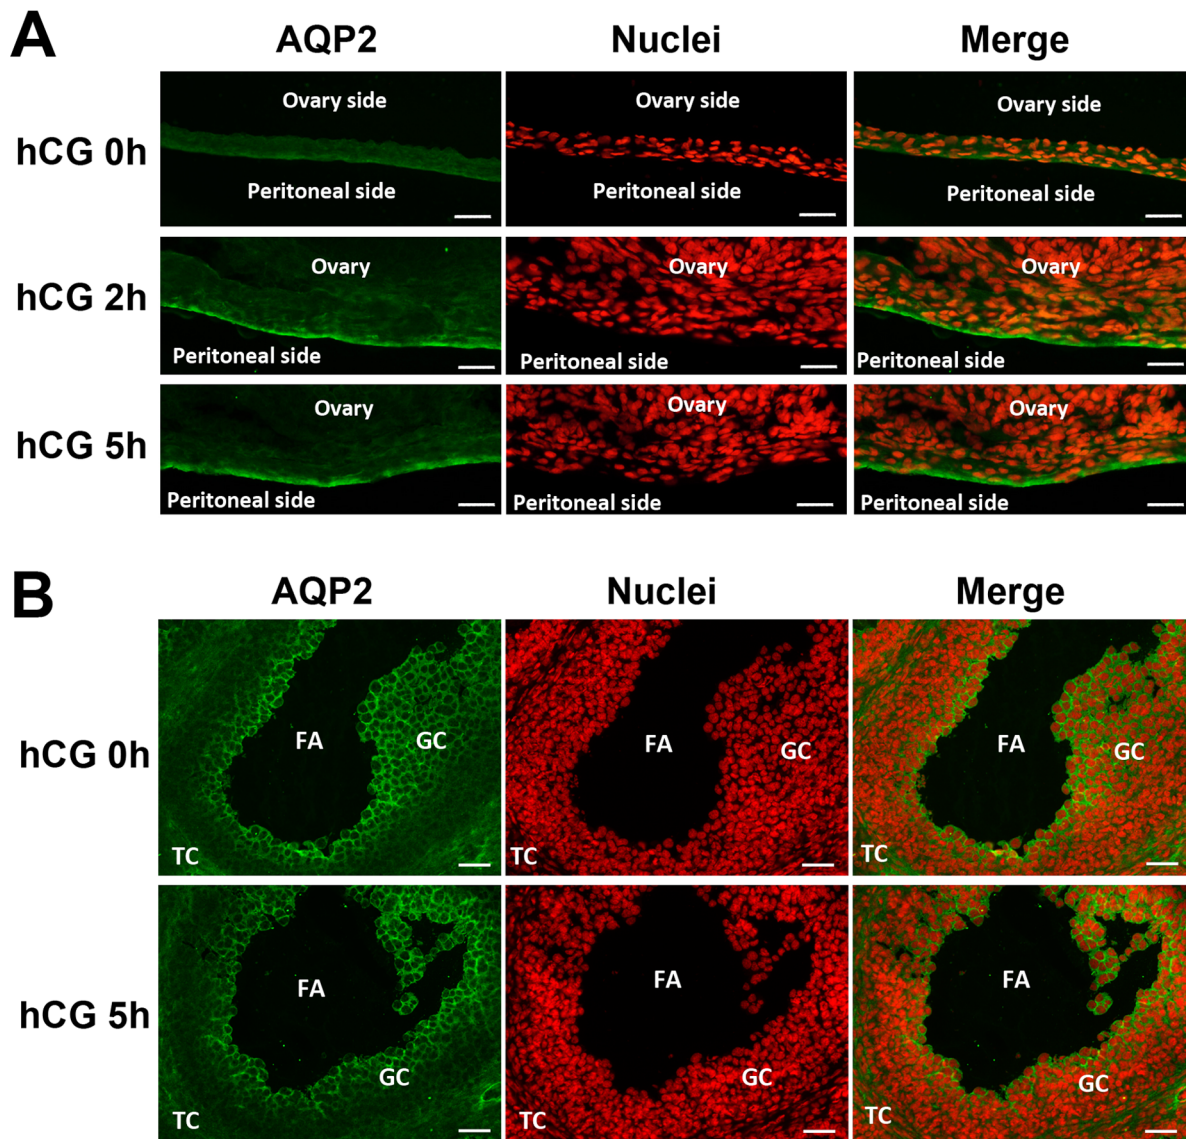 A
AQP2 Nuclei Merge
hCG 0h
Ovary side Ovary side Ovary side
Peritoneal side Peritoneal side Peritoneal side
hCG 2h
Ovary Ovary Ovary
Peritoneal side Peritoneal side Peritoneal side
hCG 5h
Ovary Ovary Ovary
Peritoneal side Peritoneal side Peritoneal side
B
AQP2 Nuclei Merge
hCG 0h
FA GC FA GC FA GC
TC TC TC
hCG 5h
FA FA FA
GC GC GC
TC TC TC